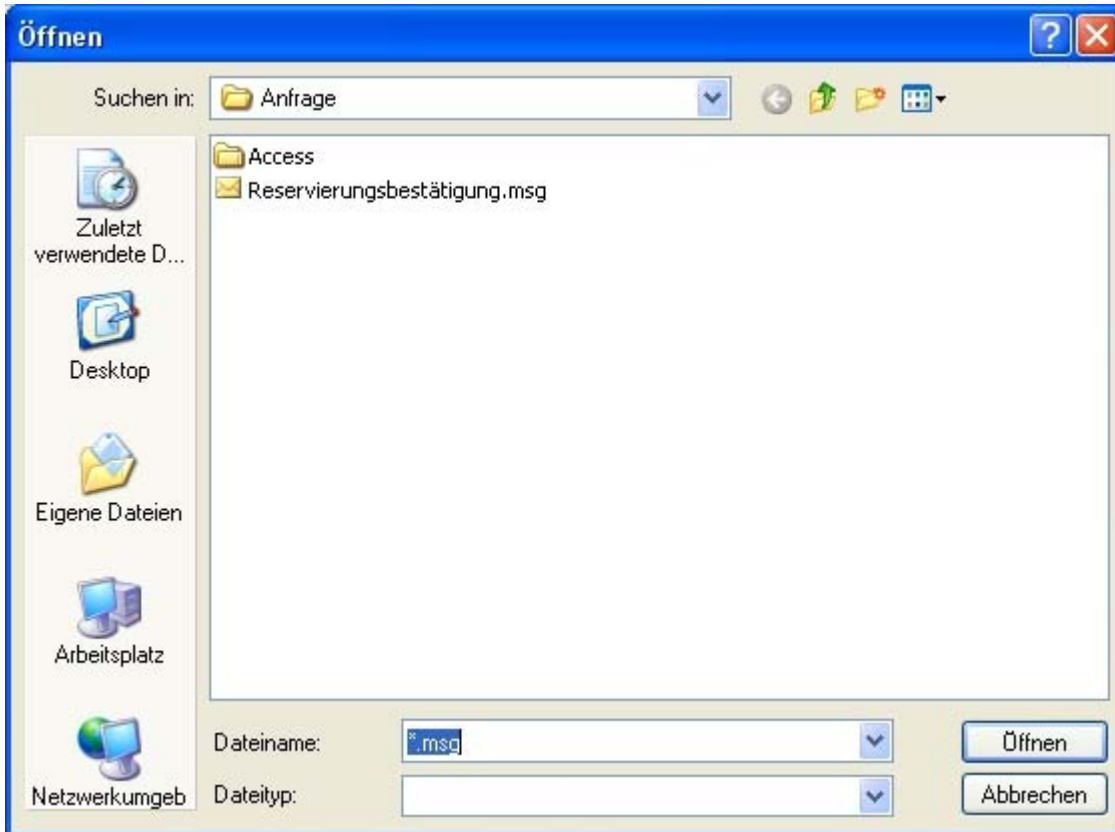 Öffnen
Suchen in: Anfrage
Access
Reservierungsbestätigung.msg
Zuletzt
verwendete D...
Desktop
Eigene Dateien
Arbeitsplatz
Netzwerkumgeb
Dateiname: *.msg Öffnen
Dateityp: Abbrechen